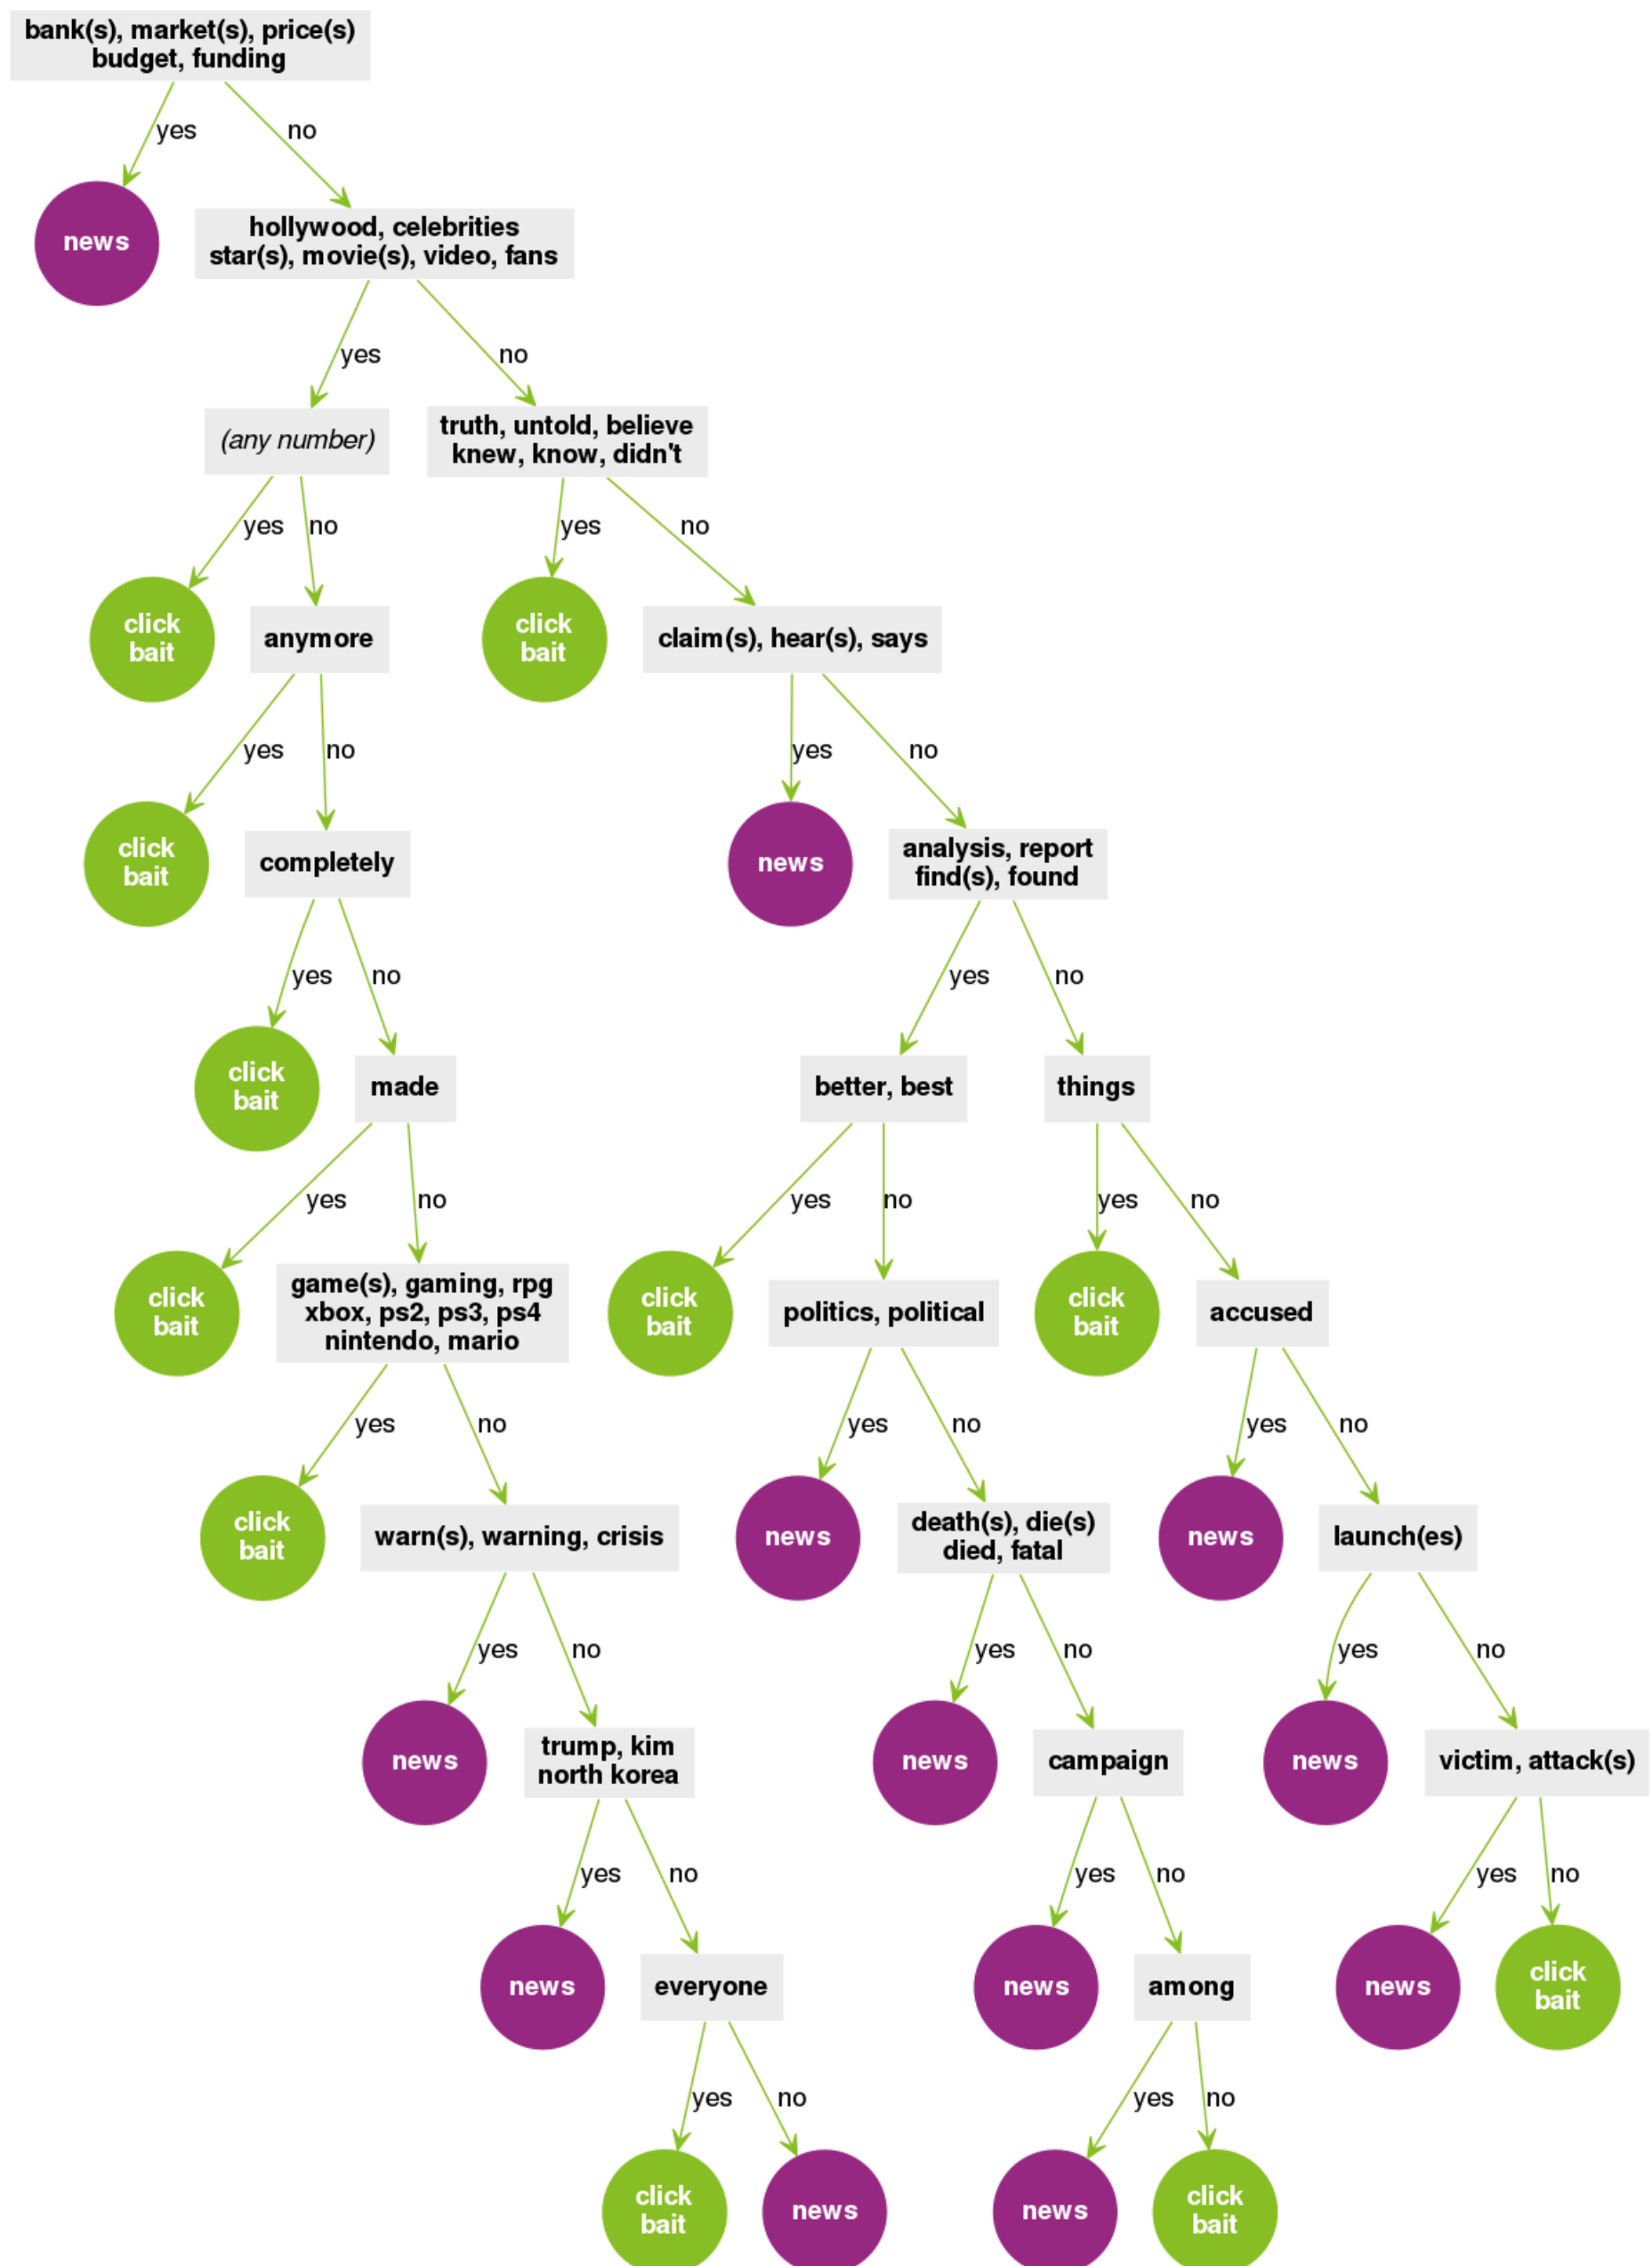 bank(s), market(s), price(s)
budget, funding
yes
no
news
hollywood, celebrities
star(s), movie(s), video, fans
yes
no
(any number)
truth, untold, believe
knew, know, didn't
yes
no
yes
no
click
bait
anymore
click
bait
claim(s), hear(s), says
yes
no
yes
no
click
bait
completely
news
analysis, report
find(s), found
yes
no
yes
no
click
bait
made
better, best
things
yes
no
yes
no
yes
no
click
bait
game(s), gaming, rpg
xbox, ps2, ps3, ps4
nintendo, mario
click
bait
politics, political
click
bait
accused
yes
no
yes
no
yes
no
click
bait
warn(s), warning, crisis
news
death(s), die(s)
died, fatal
news
launch(es)
yes
no
yes
no
yes
no
news
trump, kim
north korea
news
campaign
news
victim, attack(s)
yes
no
yes
no
yes
no
news
everyone
news
among
news
click
bait
yes
no
yes
no
click
bait
news
news
click
bait